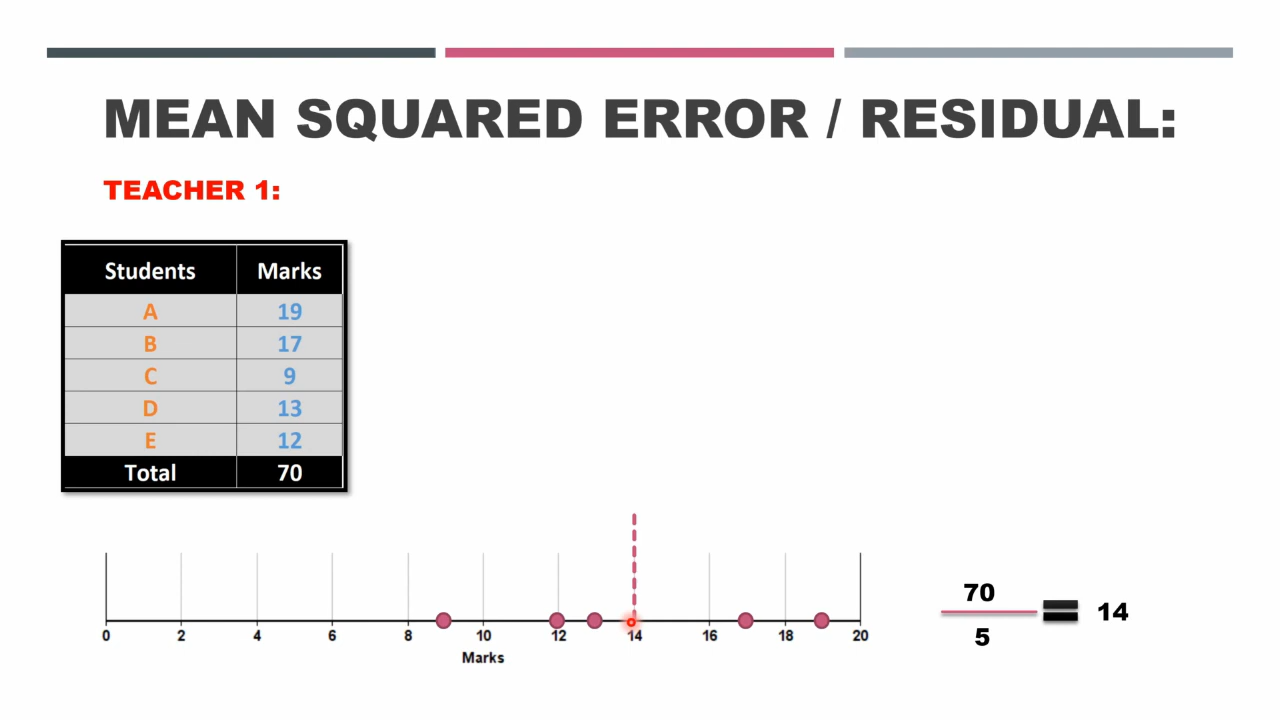 MEAN SQUARED ERROR / RESIDUAL:
TEACHER 1:
Students Marks
A 19
B 17
C 9
D 13
E 12
Total 70
0 2 4 6 8 10 12 14 16 18 20
Marks
70
5
= 14